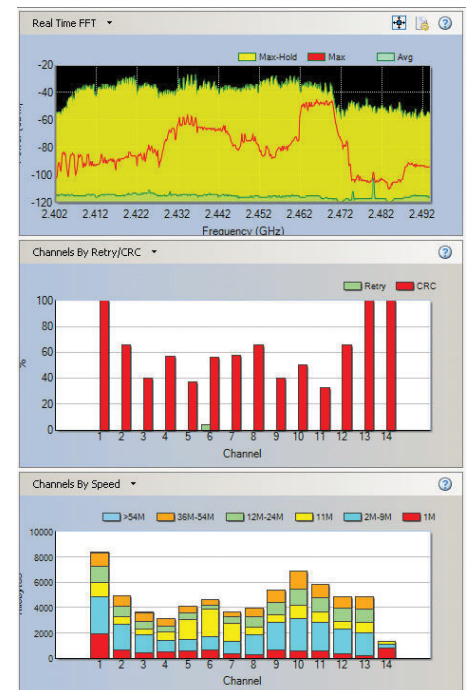 Real Time FFT
Max-Hold Max Avg
-20
-40
-60
-80
-100
-120
2.402 2.412 2.422 2.432 2.442 2.452 2.462 2.472 2.482 2.492
Frequency (GHz)
Channels By Retry/CRC
Retry CRC
100
80
60
40
20
0
%
1 2 3 4 5 6 7 8 9 10 11 12 13 14
Channel
Channels By Speed
>54M 36M-54M 12M-24M 11M 2M-9M 1M
10000
8000
6000
4000
2000
0
1 2 3 4 5 6 7 8 9 10 11 12 13 14
Channel